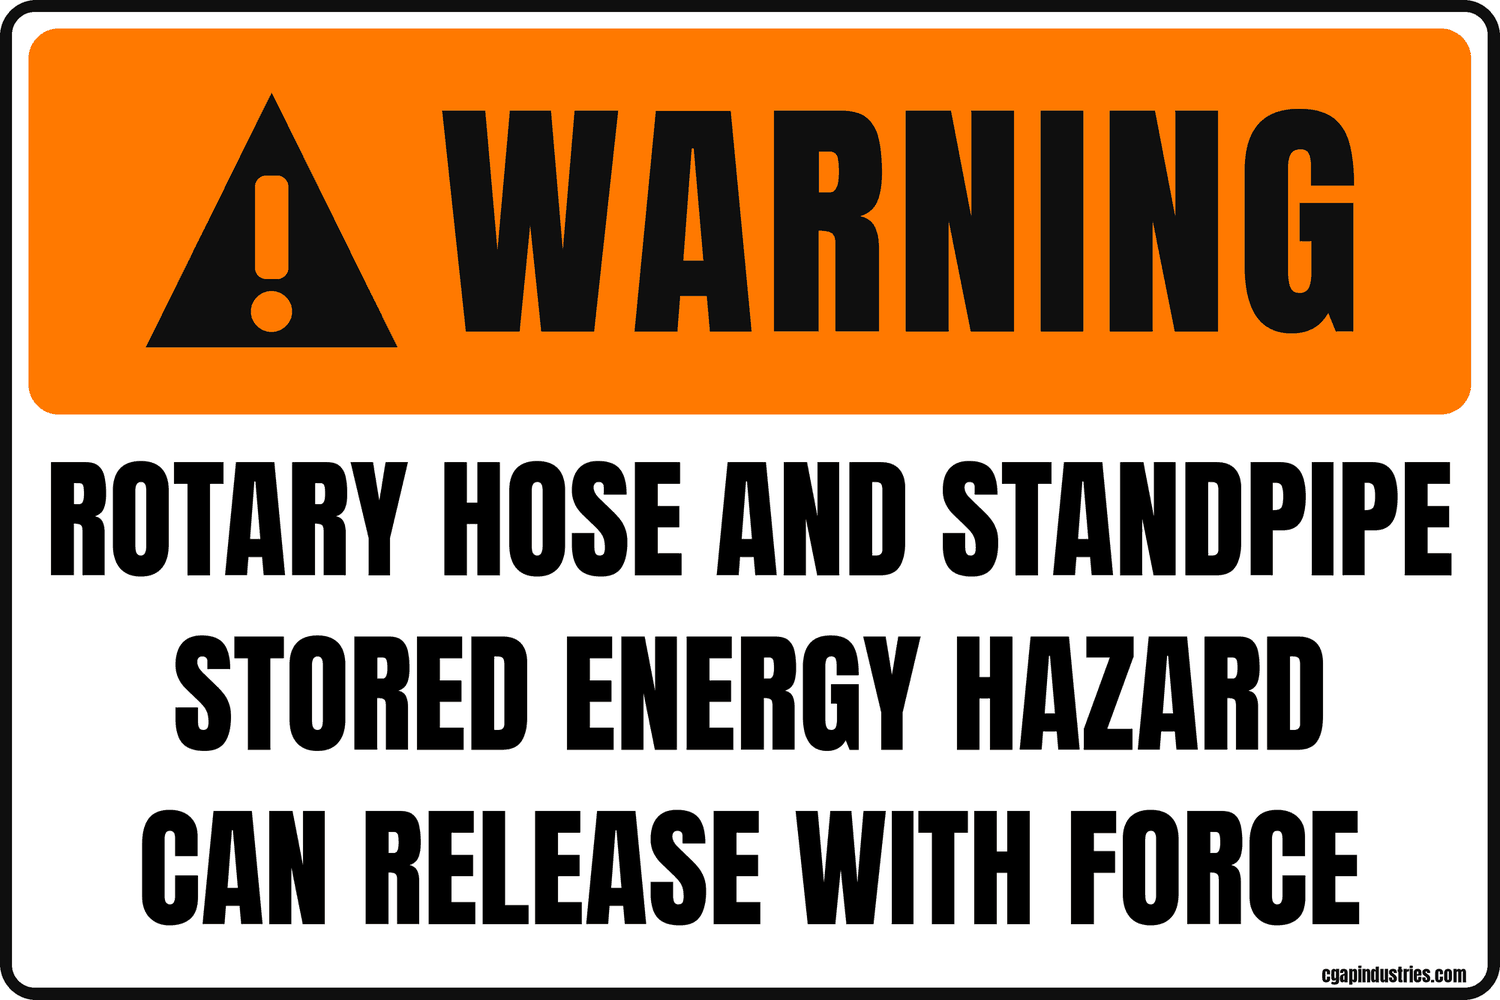 WARNING
ROTARY HOSE AND STANDPIPE
STORED ENERGY HAZARD
CAN RELEASE WITH FORCE
cgapindustries.com